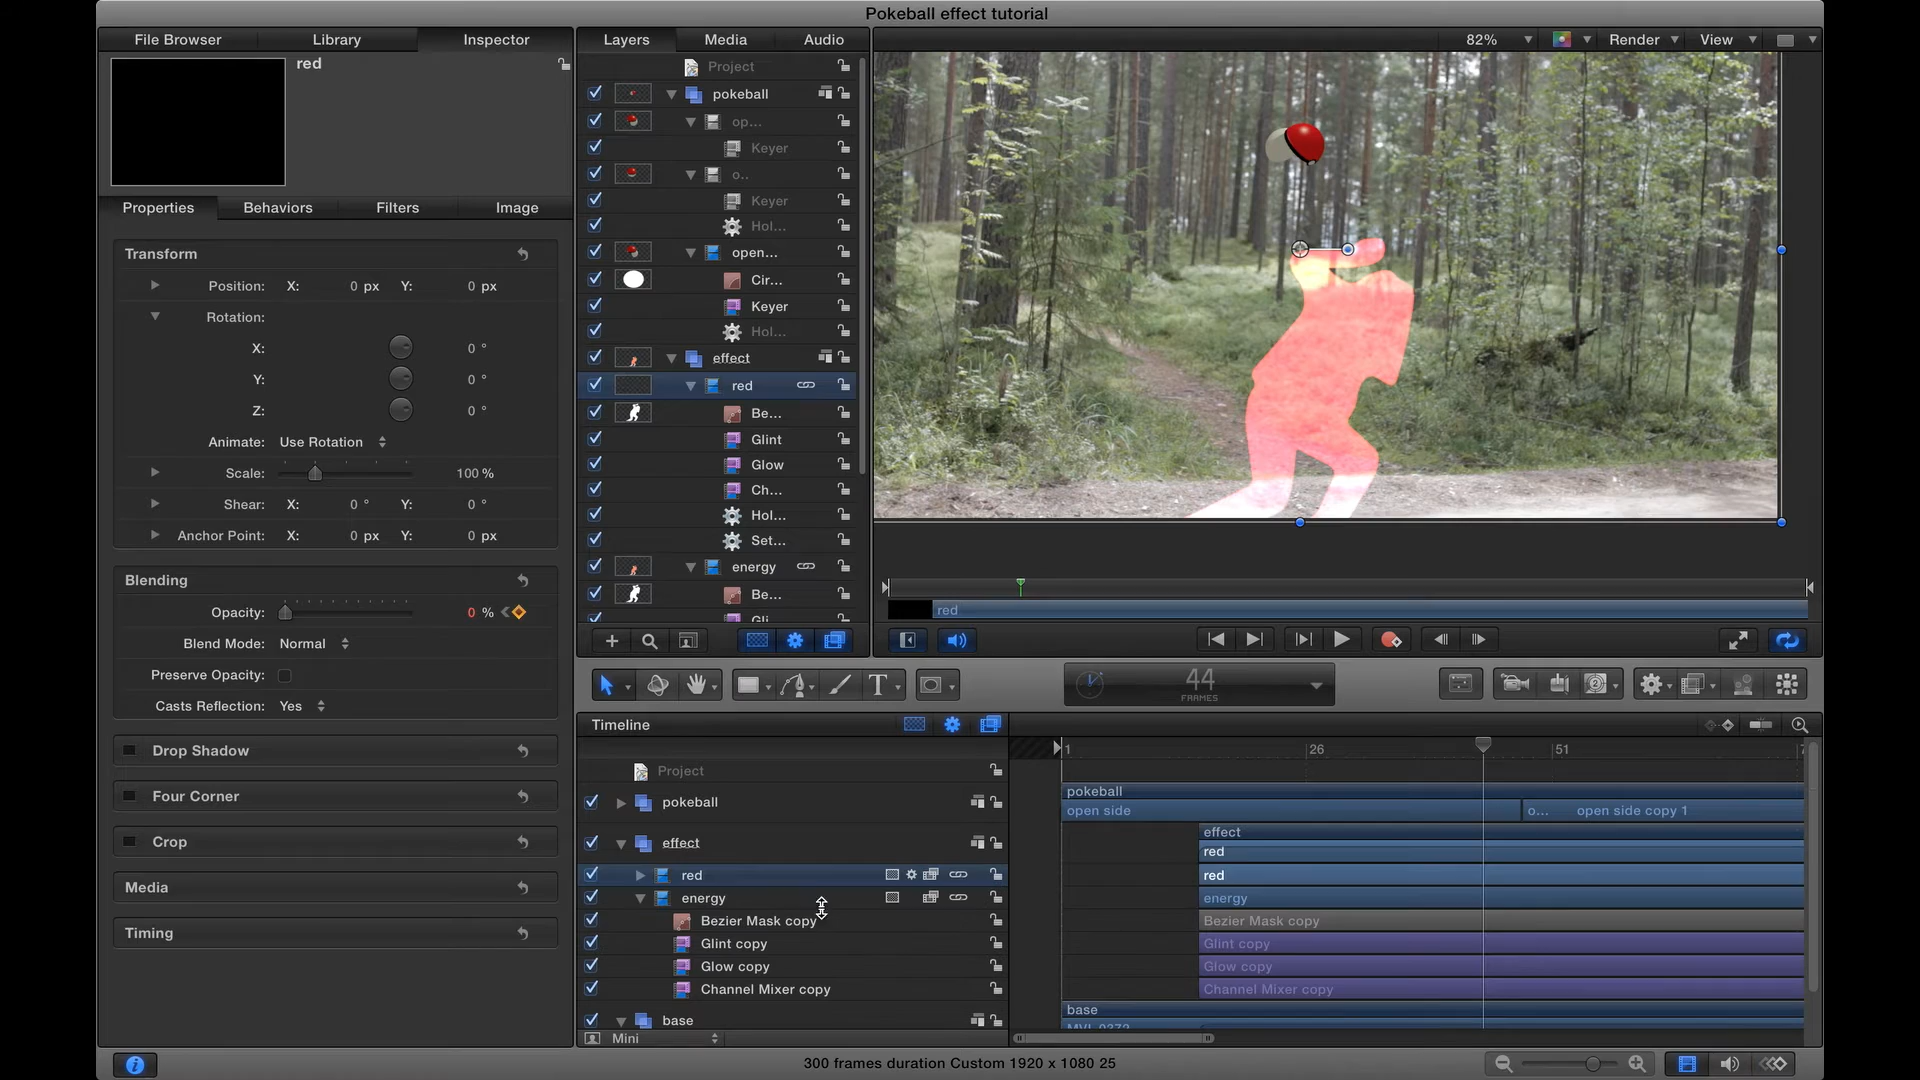 Pokeball effect tutorial
File Browser
Library
Inspector
Layers
Media
Audio
82%
Render
View
red
Project
pokeball
op...
Keyer
o..
Keyer
Hol...
open...
Cir...
Keyer
Hol...
effect
red
Be...
Glint
Glow
Ch...
Hol...
Set...
energy
Be...
Properties
Behaviors
Filters
Image
Transform
Position: X: 0 px Y: 0 px
Rotation:
X: 0 °
Y: 0 °
Z: 0 °
Animate: Use Rotation
Scale: 100 %
Shear: X: 0 ° Y: 0 °
Anchor Point: X: 0 px Y: 0 px
Blending
Opacity: 0 %
Blend Mode: Normal
Preserve Opacity:
Casts Reflection: Yes
Drop Shadow
Four Corner
Crop
Media
Timing
red
T
2
44
FRAMES
Timeline
1 26 51
Project
pokeball
effect
red
energy
Bezier Mask copy
Glint copy
Glow copy
Channel Mixer copy
base
Mini
pokeball
open side
o...
open side copy 1
effect
red
red
energy
Bezier Mask copy
Glint copy
Glow copy
Channel Mixer copy
base
300 frames duration Custom 1920 x 1080 25